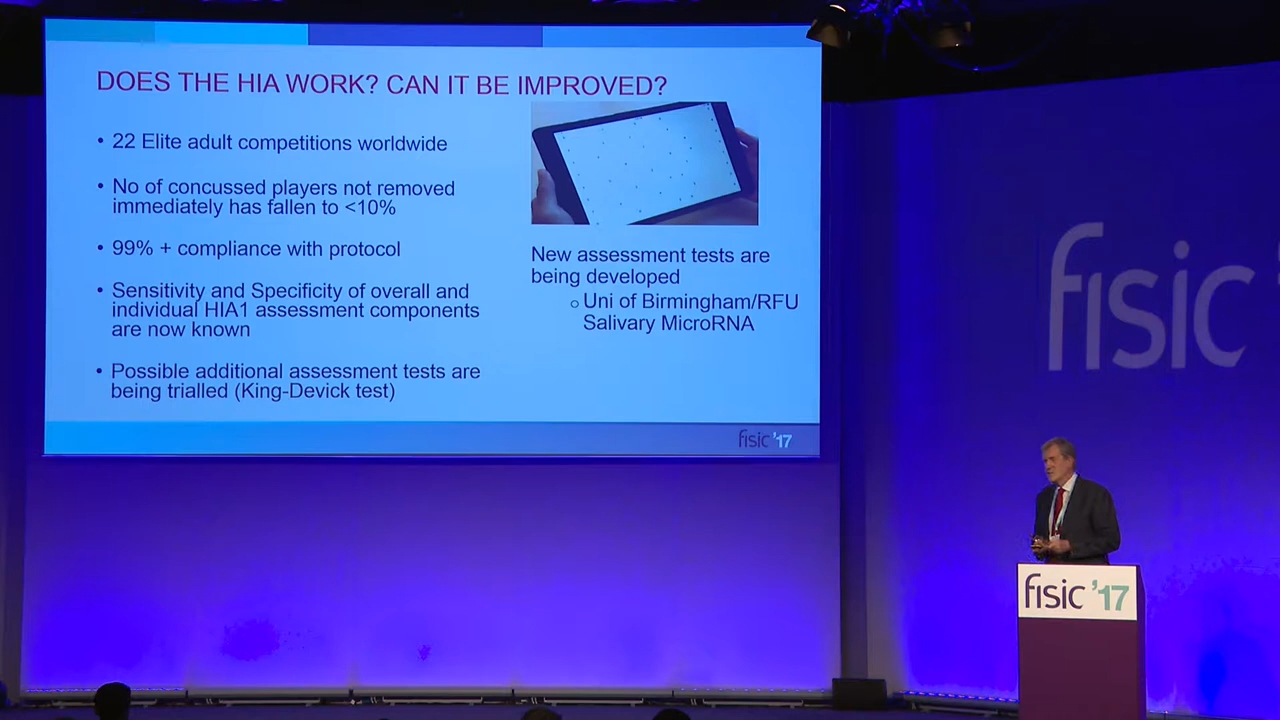 DOES THE HIA WORK? CAN IT BE IMPROVED?
• 22 Elite adult competitions worldwide
• No of concussed players not removed
immediately has fallen to <10%
• 99% + compliance with protocol
• Sensitivity and Specificity of overall and
individual HIA1 assessment components
are now known
• Possible additional assessment tests are
being trialled (King-Devick test)
New assessment tests are
being developed
○ Uni of Birmingham/RFU
Salivary MicroRNA
fisic '17
fisic '
fisic '17